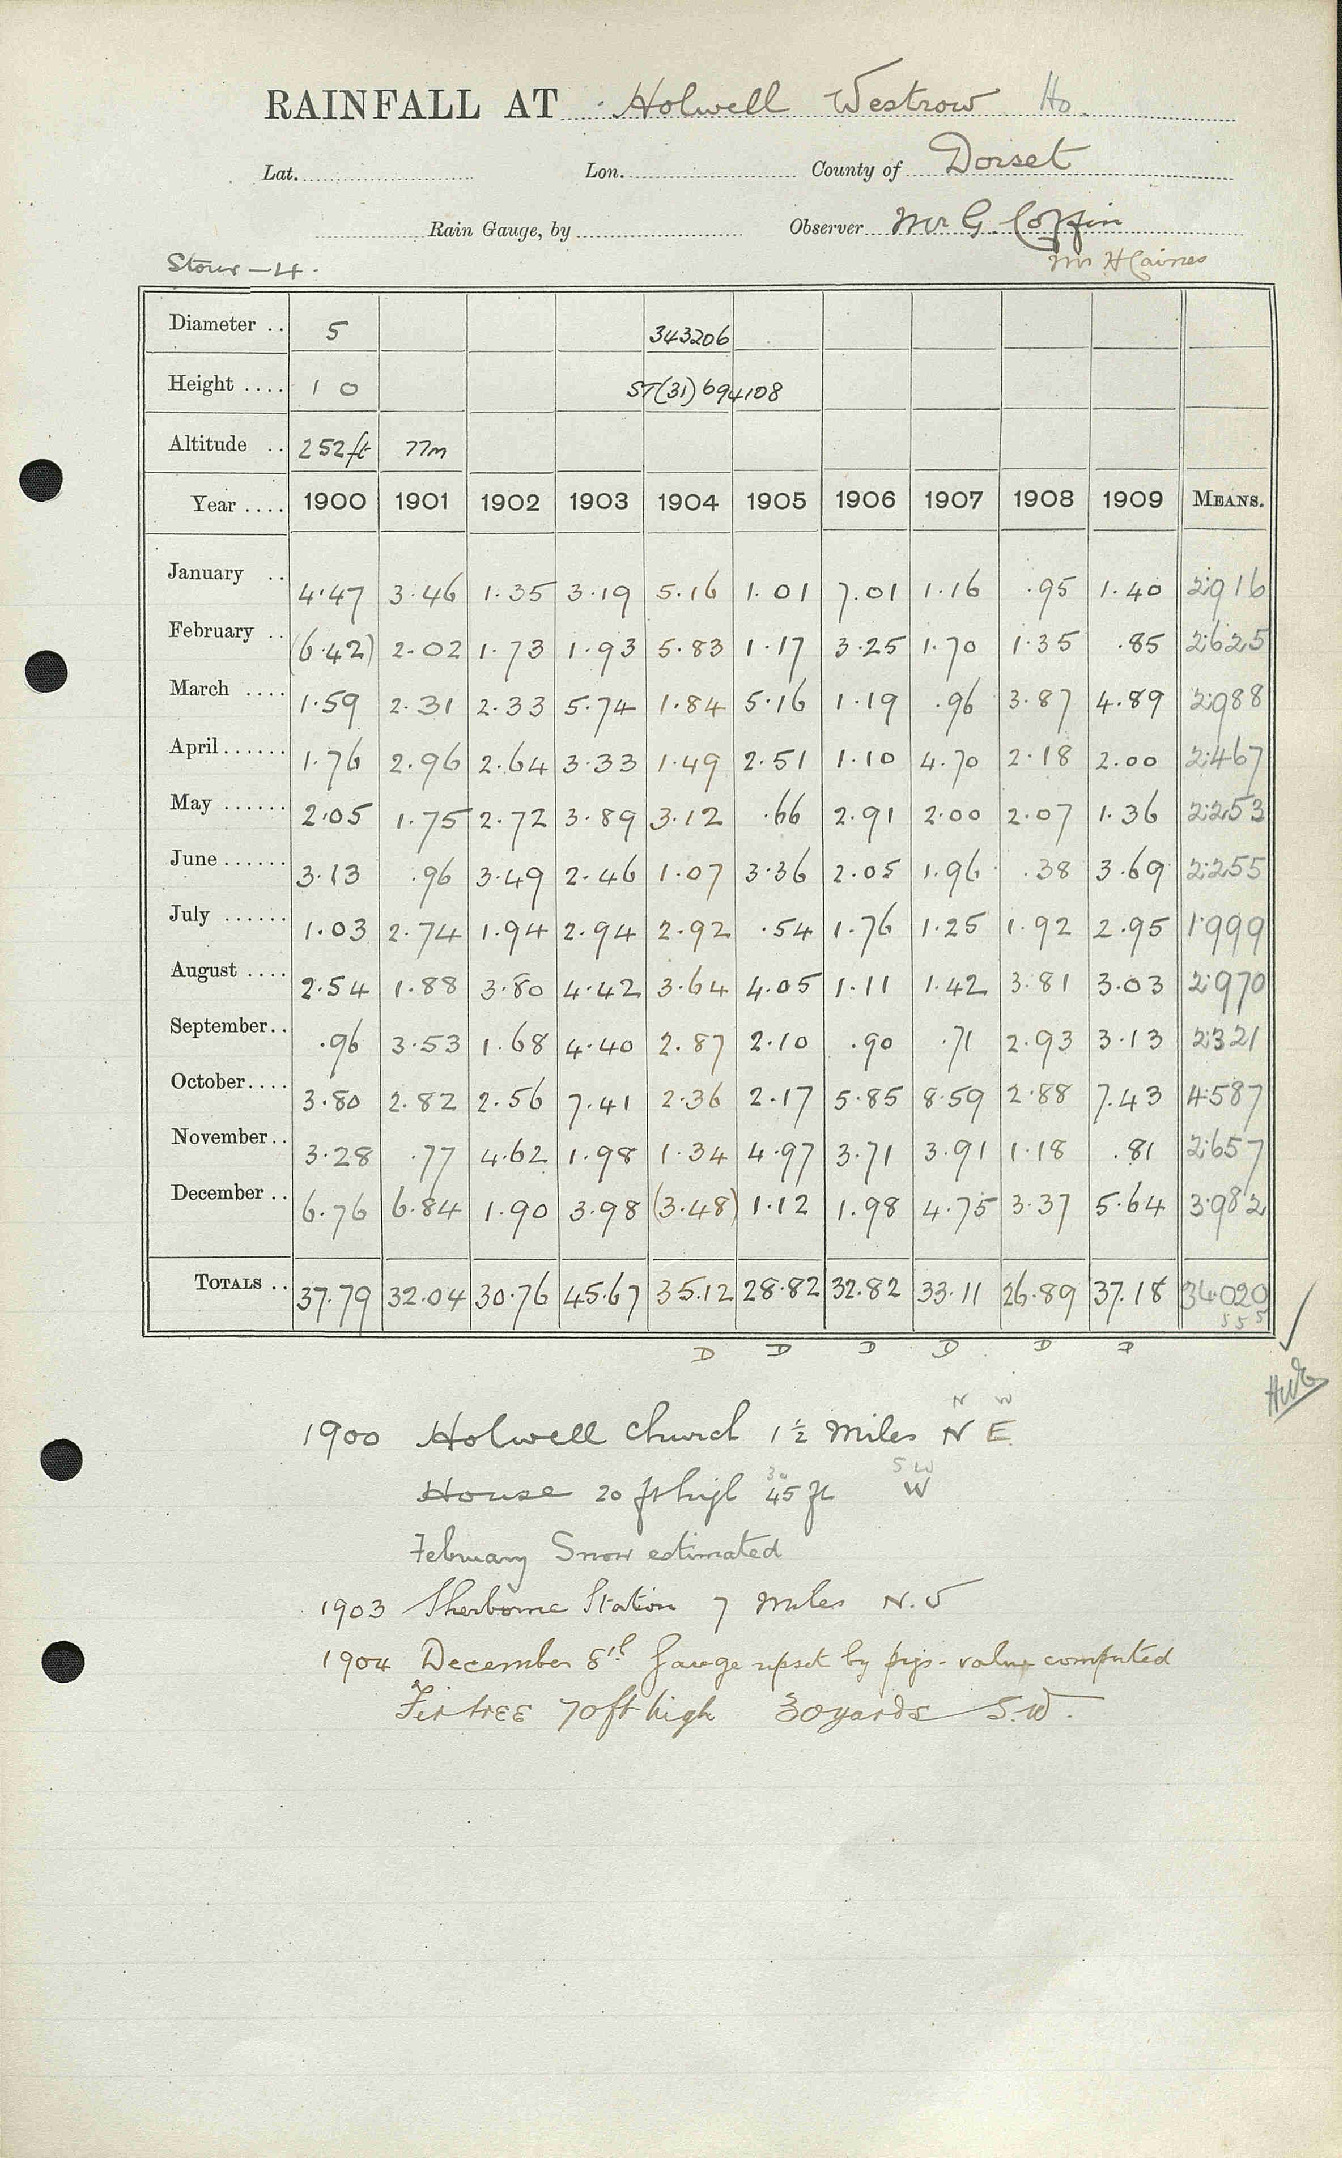 RAINFALL AT Holwell Westrow Ho.
Lat. Lon. County of Dorset
Rain Gauge, by Observer Mr G. Coffin
Stour – 4. Mr H Caines
Diameter .. 5 343206
Height .... 1 0 ST(31)694108
Altitude .. 252ft 77m
Year .... 1900 1901 1902 1903 1904 1905 1906 1907 1908 1909 MEANS.
January .. 4.47 3.46 1.35 3.19 5.16 1.01 7.01 1.16 .95 1.40 2.916
February .. (6.42) 2.02 1.73 1.93 5.83 1.17 3.25 1.70 1.35 .85 2.625
March .... 1.59 2.31 2.33 5.74 1.84 5.16 1.19 .96 3.87 4.89 2.988
April ...... 1.76 2.96 2.64 3.33 1.49 2.51 1.10 4.70 2.18 2.00 2.467
May ...... 2.05 1.75 2.72 3.89 3.12 .66 2.91 2.00 2.07 1.36 2.253
June ...... 3.13 .96 3.49 2.46 1.07 3.36 2.05 1.96 .38 3.69 2.255
July ...... 1.03 2.74 1.94 2.94 2.92 .54 1.76 1.25 1.92 2.95 1.999
August .... 2.54 1.88 3.80 4.42 3.64 4.05 1.11 1.42 3.81 3.03 2.970
September .. .96 3.53 1.68 4.40 2.87 2.10 .90 .71 2.93 3.13 2.321
October .... 3.80 2.82 2.56 7.41 2.36 2.17 5.85 8.59 2.88 7.43 4.587
November .. 3.28 .77 4.62 1.98 1.34 4.97 3.71 3.91 1.18 .81 2.657
December .. 6.76 6.84 1.90 3.98 (3.48) 1.12 1.98 4.75 3.37 5.64 3.982
TOTALS .. 37.79 32.04 30.76 45.67 35.12 28.82 32.82 33.11 26.89 37.18 34.020
5 5 5
D D D D D D
N W
1900 Holwell Church 1½ Miles N E
30 S W
House 20 ft high 45 ft W
February Snow estimated
1903 Sherborne Station 7 Miles N.W
1904 December 8th Gauge upset by pigs - value computed
Fir tree 70ft high 30yards S.W.